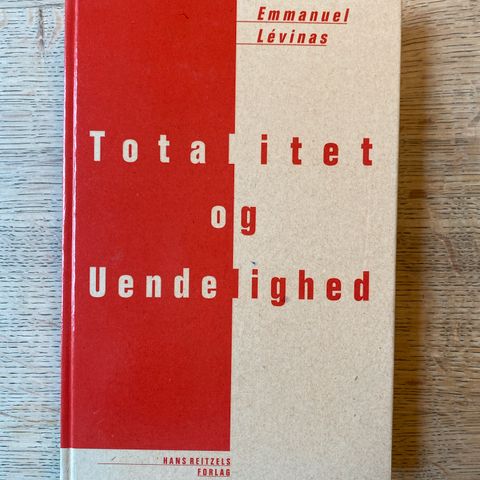 Emmanuel
Lévinas
Totalitet
og
Uendelighed
HANS REITZELS
FORLAG